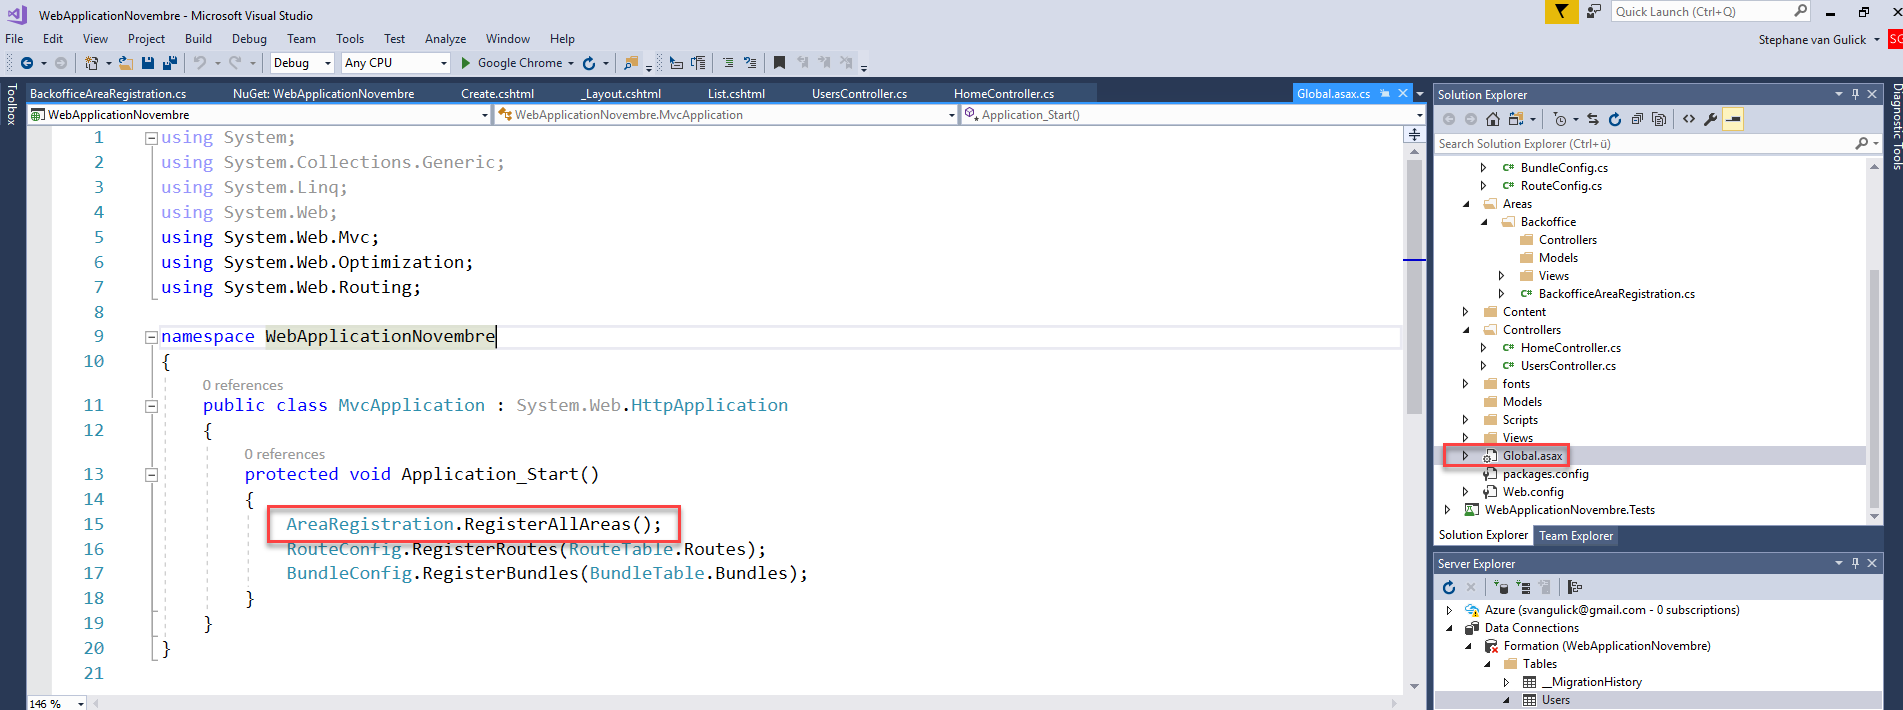 WebApplicationNovembre - Microsoft Visual Studio
Quick Launch (Ctrl+Q)
File Edit View Project Build Debug Team Tools Test Analyze Window Help
Stephane van Gulick
SG
Debug Any CPU Google Chrome
Toolbox
BackofficeAreaRegistration.cs NuGet: WebApplicationNovembre Create.cshtml _Layout.cshtml List.cshtml UsersController.cs HomeController.cs Global.asax.cs
WebApplicationNovembre WebApplicationNovembre.MvcApplication Application_Start()
1 using System;
2 using System.Collections.Generic;
3 using System.Linq;
4 using System.Web;
5 using System.Web.Mvc;
6 using System.Web.Optimization;
7 using System.Web.Routing;
8
9 namespace WebApplicationNovembre
10 {
0 references
11 public class MvcApplication : System.Web.HttpApplication
12 {
0 references
13 protected void Application_Start()
14 {
15 AreaRegistration.RegisterAllAreas();
16 RouteConfig.RegisterRoutes(RouteTable.Routes);
17 BundleConfig.RegisterBundles(BundleTable.Bundles);
18 }
19 }
20 }
21
146 %
Solution Explorer
Search Solution Explorer (Ctrl+ü)
C# BundleConfig.cs
C# RouteConfig.cs
Areas
Backoffice
Controllers
Models
Views
C# BackofficeAreaRegistration.cs
Content
Controllers
C# HomeController.cs
C# UsersController.cs
fonts
Models
Scripts
Views
Global.asax
packages.config
Web.config
WebApplicationNovembre.Tests
Solution Explorer Team Explorer
Server Explorer
Azure (svangulick@gmail.com - 0 subscriptions)
Data Connections
Formation (WebApplicationNovembre)
Tables
__MigrationHistory
Users
Diagnostic Tools